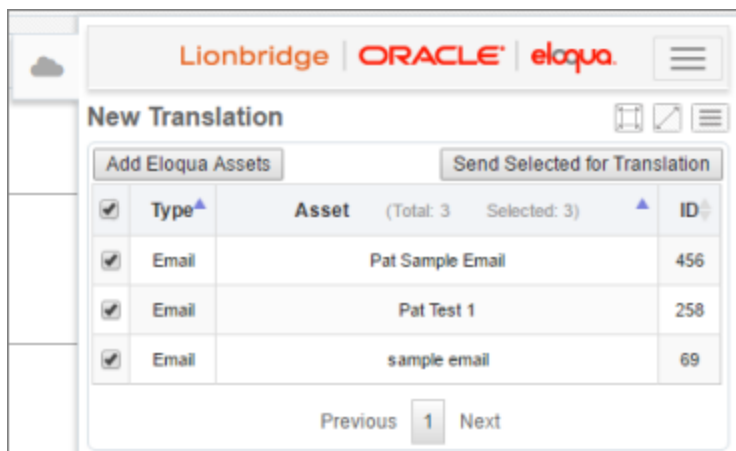 Lionbridge | ORACLE® | eloqua.
New Translation
Add Eloqua Assets Send Selected for Translation
Type Asset (Total: 3 Selected: 3) ID
Email Pat Sample Email 456
Email Pat Test 1 258
Email sample email 69
Previous 1 Next